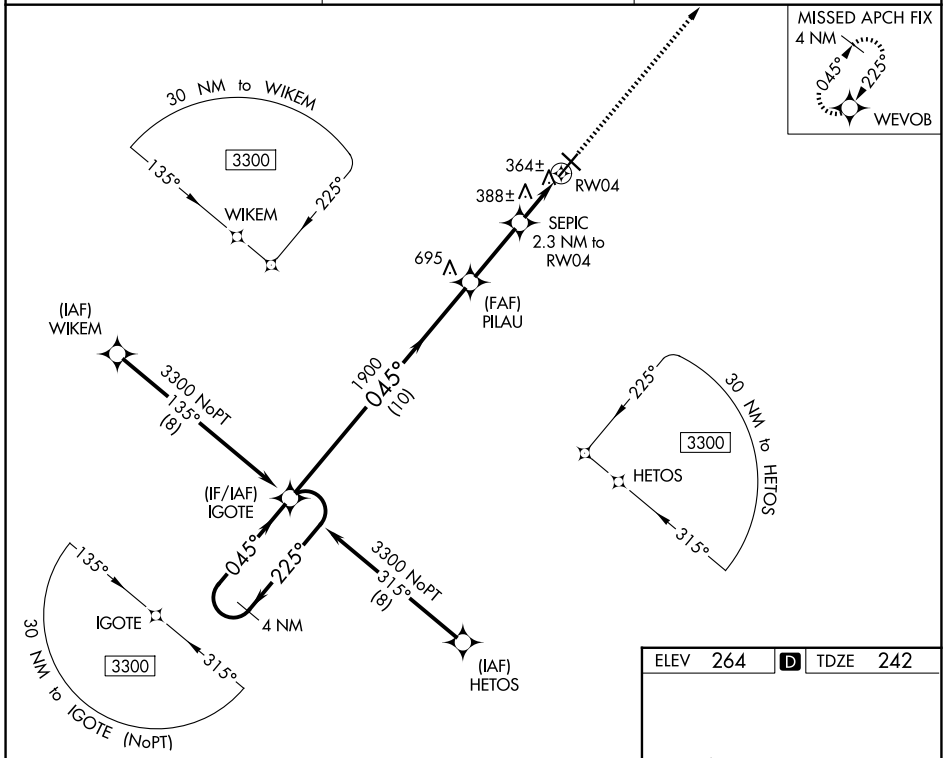 MISSED APCH FIX
4 NM
045°
225°
WEVOB
30 NM to WIKEM
3300
135°
225°
WIKEM
364±
RW04
388±
SEPIC
2.3 NM to
RW04
695
(FAF)
PILAU
(IAF)
WIKEM
3300 NoPT
135°
(8)
1900
045°
(10)
225°
30 NM to HETOS
3300
HETOS
315°
(IF/IAF)
IGOTE
045°
225°
4 NM
3300 NoPT
315°
(8)
(IAF)
HETOS
135°
IGOTE
315°
3300
30 NM to IGOTE (NoPT)
ELEV 264 D TDZE 242